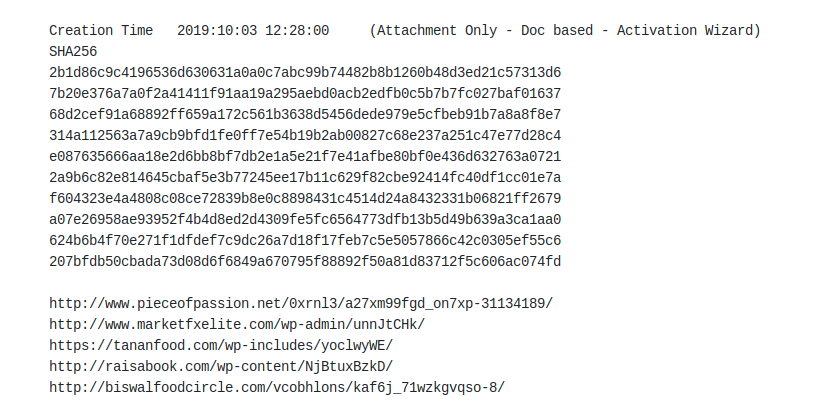 Creation Time   2019:10:03 12:28:00     (Attachment Only - Doc based - Activation Wizard)
SHA256
2b1d86c9c4196536d630631a0a0c7abc99b74482b8b1260b48d3ed21c57313d6
7b20e376a7a0f2a41411f91aa19a295aebd0acb2edfb0c5b7b7fc027baf01637
68d2cef91a68892ff659a172c561b3638d5456dede979e5cfbeb91b7a8a8f8e7
314a112563a7a9cb9bfd1fe0ff7e54b19b2ab00827c68e237a251c47e77d28c4
e087635666aa18e2d6bb8bf7db2e1a5e21f7e41afbe80bf0e436d632763a0721
2a9b6c82e814645cbaf5e3b77245ee17b11c629f82cbe92414fc40df1cc01e7a
f604323e4a4808c08ce72839b8e0c8898431c4514d24a8432331b06821ff2679
a07e26958ae93952f4b4d8ed2d4309fe5fc6564773dfb13b5d49b639a3ca1aa0
624b6b4f70e271f1dfdef7c9dc26a7d18f17feb7c5e5057866c42c0305ef55c6
207bfdb50cbada73d08d6f6849a670795f88892f50a81d83712f5c606ac074fd

http://www.pieceofpassion.net/0xrnl3/a27xm99fgd_on7xp-31134189/
http://www.marketfxelite.com/wp-admin/unnJtCHk/
https://tananfood.com/wp-includes/yoclwyWE/
http://raisabook.com/wp-content/NjBtuxBzkD/
http://biswalfoodcircle.com/vcobhlons/kaf6j_71wzkgvqso-8/